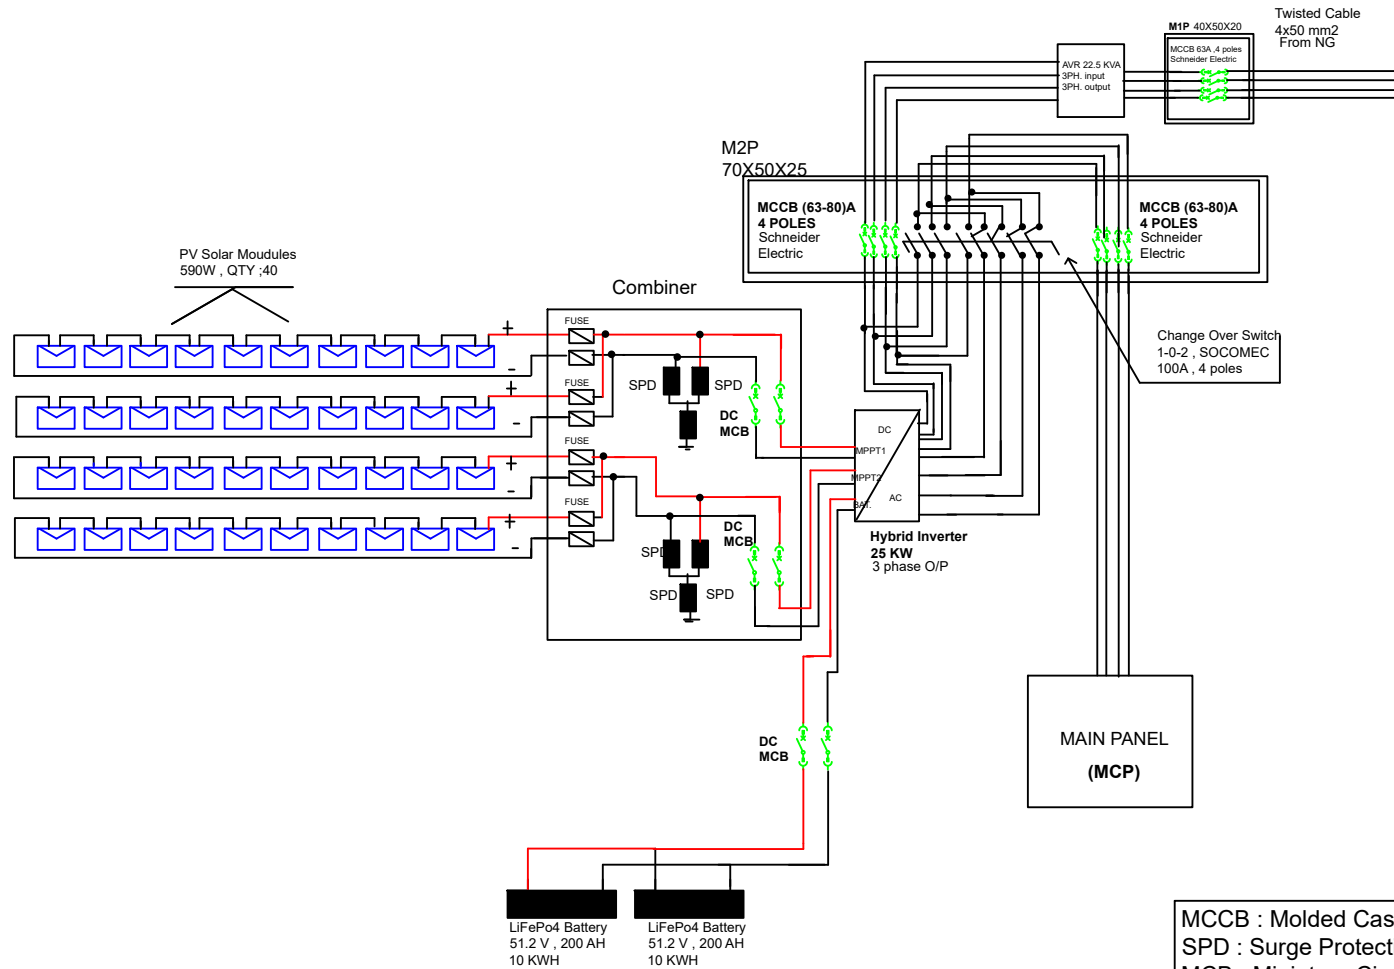 Twisted Cable
4x50 mm2
From NG
M1P 40X50X20
MCCB 63A ,4 poles
Schneider Electric
AVR 22.5 KVA
3PH. input
3PH. output
M2P
70X50X25
MCCB (63-80)A
4 POLES
Schneider
Electric
MCCB (63-80)A
4 POLES
Schneider
Electric
PV Solar Moudules
590W , QTY ;40
Combiner
Change Over Switch
1-0-2 , SOCOMEC
100A , 4 poles
FUSE
+
-
FUSE
+
-
SPD
SPD
DC
MCB
FUSE
+
-
FUSE
+
-
DC
MCB
SPD
SPD
SPD
DC
MPPT1
MPPT2
AC
BAT.
Hybrid Inverter
25 KW
3 phase O/P
DC
MCB
MAIN PANEL
(MCP)
LiFePo4 Battery
51.2 V , 200 AH
10 KWH
LiFePo4 Battery
51.2 V , 200 AH
10 KWH
MCCB : Molded Cas
SPD : Surge Protect